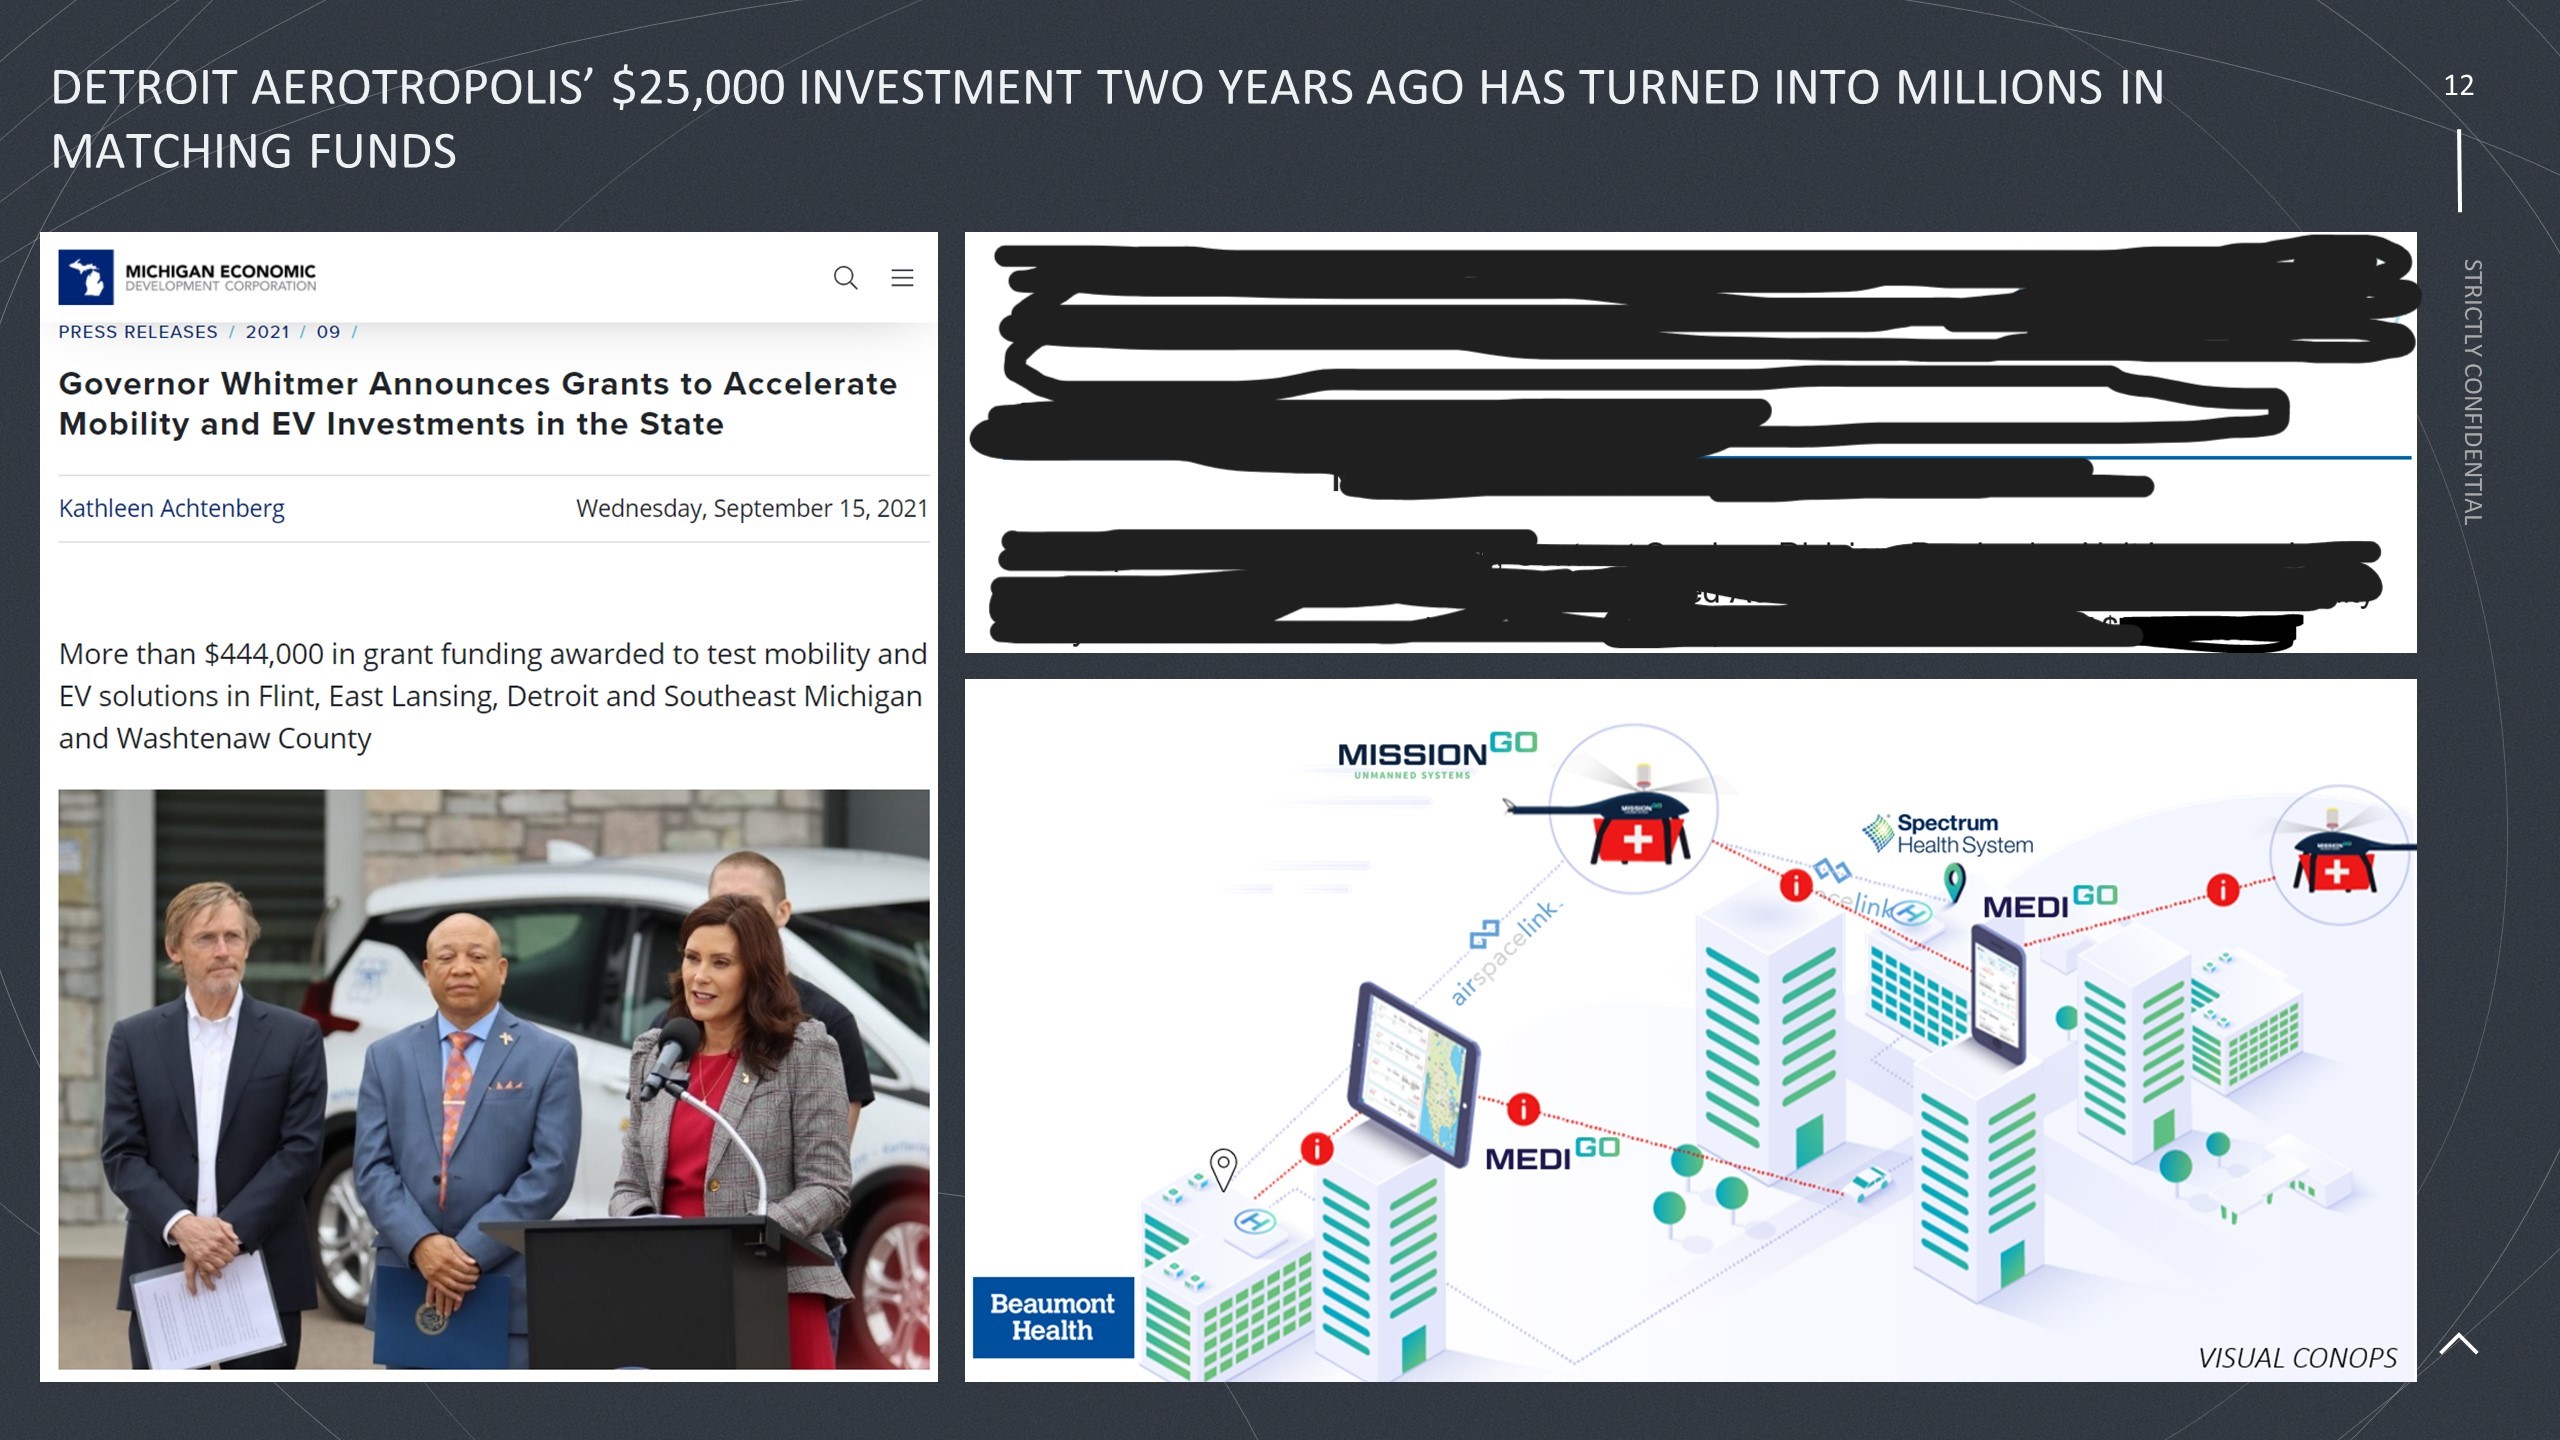 DETROIT AEROTROPOLIS’ $25,000 INVESTMENT TWO YEARS AGO HAS TURNED INTO MILLIONS IN
MATCHING FUNDS
12
STRICTLY CONFIDENTIAL
MICHIGAN ECONOMIC
DEVELOPMENT CORPORATION
PRESS RELEASES / 2021 / 09 /
Governor Whitmer Announces Grants to Accelerate
Mobility and EV Investments in the State
Kathleen Achtenberg Wednesday, September 15, 2021
More than $444,000 in grant funding awarded to test mobility and
EV solutions in Flint, East Lansing, Detroit and Southeast Michigan
and Washtenaw County
MISSION GO
UNMANNED SYSTEMS
MISSION
MISSION
Spectrum
Health System
link
MEDI GO
airspacelink
MEDI GO
Beaumont
Health
VISUAL CONOPS